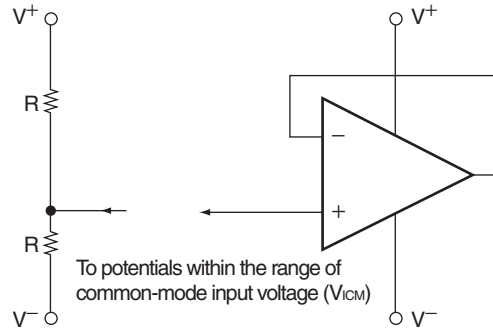 V⁺
V⁺
R
−
+
R
To potentials within the range of
common-mode input voltage (VICM)
V⁻
V⁻